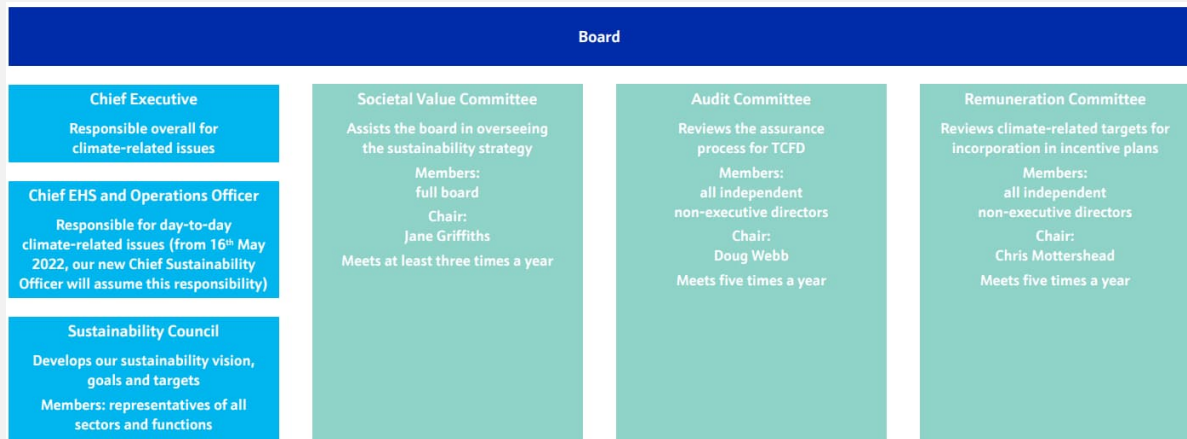 Board
Chief Executive
Responsible overall for
climate-related issues
Chief EHS and Operations Officer
Responsible for day-to-day
climate-related issues (from 16th May
2022, our new Chief Sustainability
Officer will assume this responsibility)
Sustainability Council
Develops our sustainability vision,
goals and targets
Members: representatives of all
sectors and functions
Societal Value Committee
Assists the board in overseeing
the sustainability strategy
Members:
full board
Chair:
Jane Griffiths
Meets at least three times a year
Audit Committee
Reviews the assurance
process for TCFD
Members:
all independent
non-executive directors
Chair:
Doug Webb
Meets five times a year
Remuneration Committee
Reviews climate-related targets for
incorporation in incentive plans
Members:
all independent
non-executive directors
Chair:
Chris Mottershead
Meets five times a year